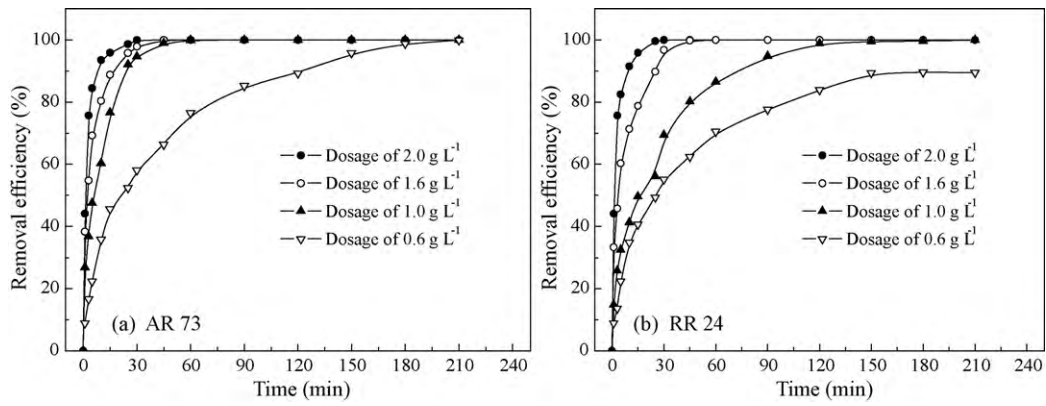 100
80
60
40
20
0
Removal efficiency (%)
Dosage of 2.0 g L-1
Dosage of 1.6 g L-1
Dosage of 1.0 g L-1
Dosage of 0.6 g L-1
(a) AR 73
0 30 60 90 120 150 180 210 240
Time (min)
100
80
60
40
20
0
Removal efficiency (%)
Dosage of 2.0 g L-1
Dosage of 1.6 g L-1
Dosage of 1.0 g L-1
Dosage of 0.6 g L-1
(b) RR 24
0 30 60 90 120 150 180 210 240
Time (min)